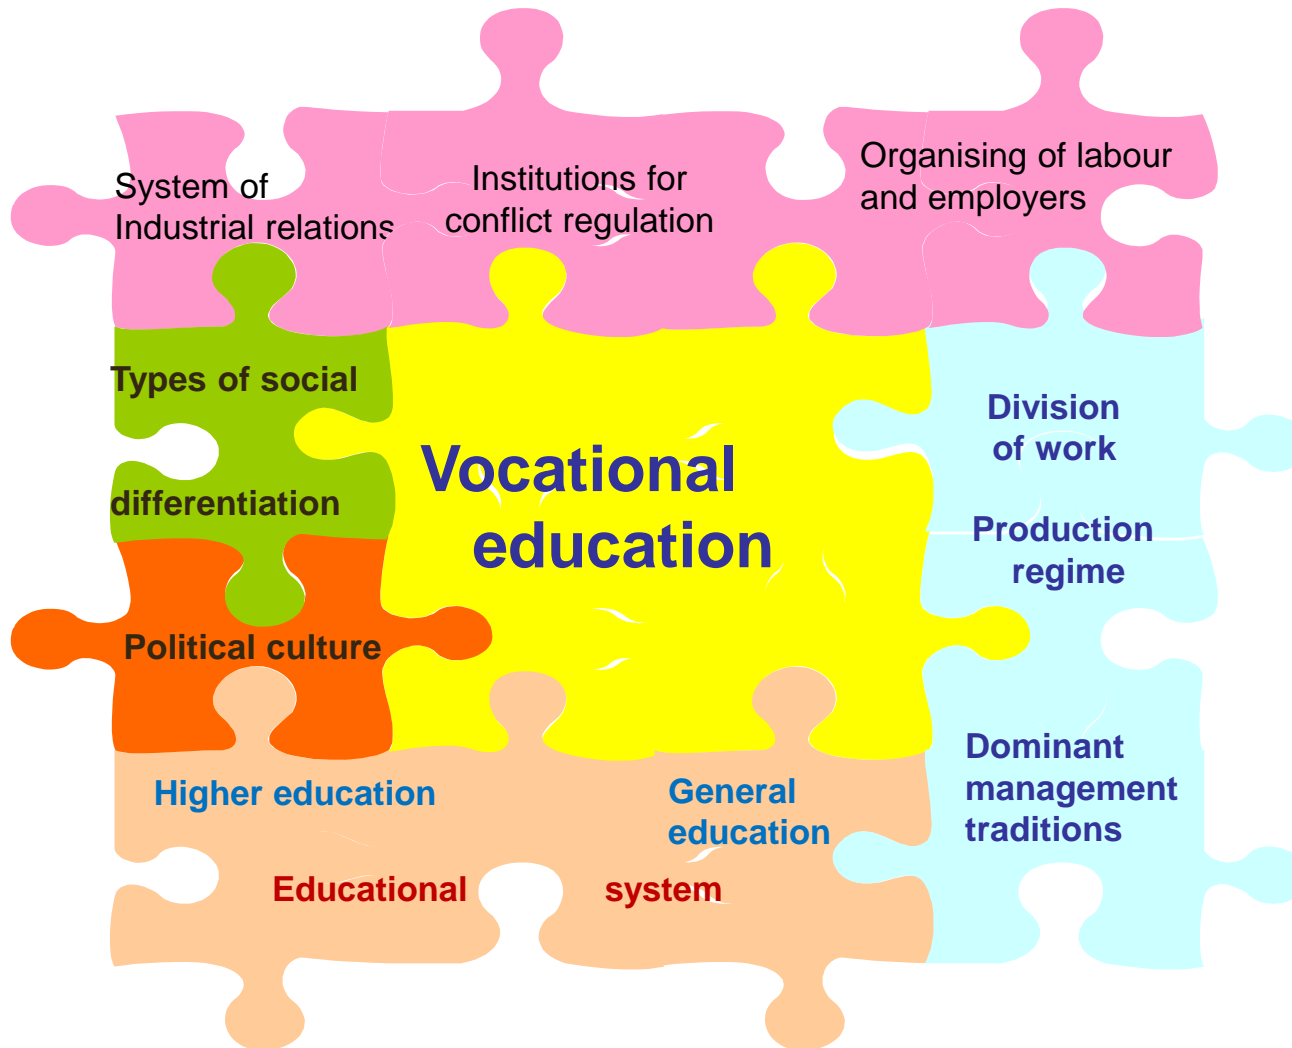 System of
Industrial relations
Institutions for
conflict regulation
Organising of labour
and employers
Types of social
differentiation
Vocational
education
Division
of work
Production
regime
Political culture
Dominant
management
traditions
Higher education
General
education
Educational system